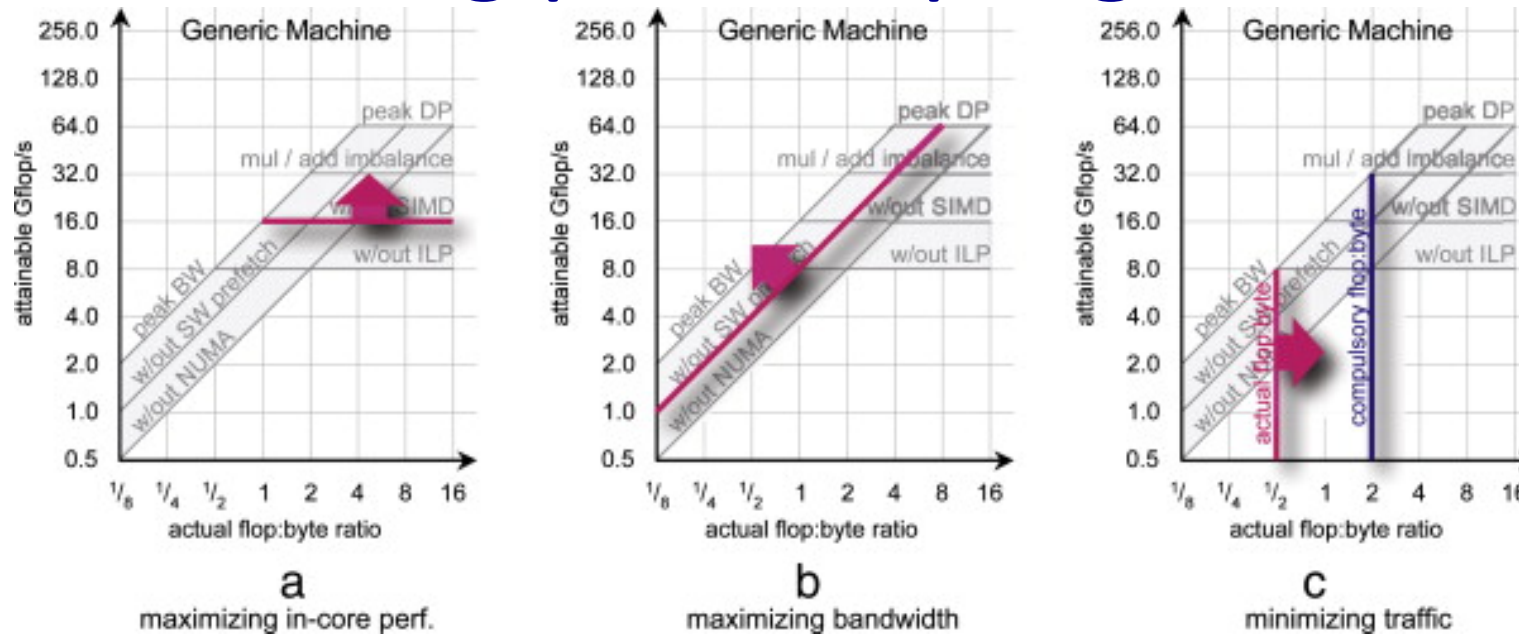 Generic Machine
256.0
128.0
64.0
32.0
16.0
8.0
4.0
2.0
1.0
0.5
attainable Gflop/s
peak DP
mul / add imbalance
w/out SIMD
w/out ILP
peak BW
w/out SW prefetch
w/out NUMA
1/8 1/4 1/2 1 2 4 8 16
actual flop:byte ratio
a
maximizing in-core perf.
Generic Machine
256.0
128.0
64.0
32.0
16.0
8.0
4.0
2.0
1.0
0.5
attainable Gflop/s
peak DP
mul / add imbalance
w/out SIMD
w/out ILP
peak BW
w/out SW
w/out NUMA
1/8 1/4 1/2 1 2 4 8 16
actual flop:byte ratio
b
maximizing bandwidth
Generic Machine
256.0
128.0
64.0
32.0
16.0
8.0
4.0
2.0
1.0
0.5
attainable Gflop/s
peak DP
mul / add imbalance
w/out SIMD
w/out ILP
peak BW
w/out SW prefetch
w/out NUMA
actual flop:byte
compulsory flop:byte
1/8 1/4 1/2 1 2 4 8 16
actual flop:byte ratio
c
minimizing traffic